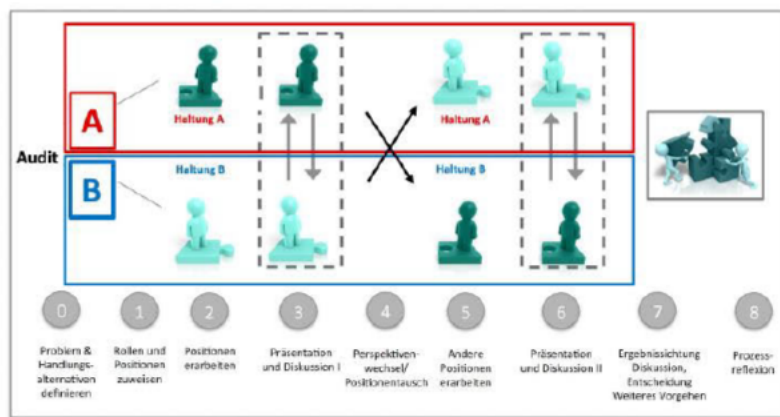 A
Haltung A
Haltung A
Audit
B
Haltung B
Haltung B
0
1
2
3
4
5
6
7
8
Problem &
Handlungs-
alternativen
definieren
Rollen und
Positionen
zuweisen
Positionen
erarbeiten
Präsentation
und Diskussion I
Perspektiven-
wechsel/
Positionentausch
Andere
Positionen
erarbeiten
Präsentation
und Diskussion II
Ergebnissichtung
Diskussion,
Entscheidung
Weiteres Vorgehen
Prozess-
reflexion